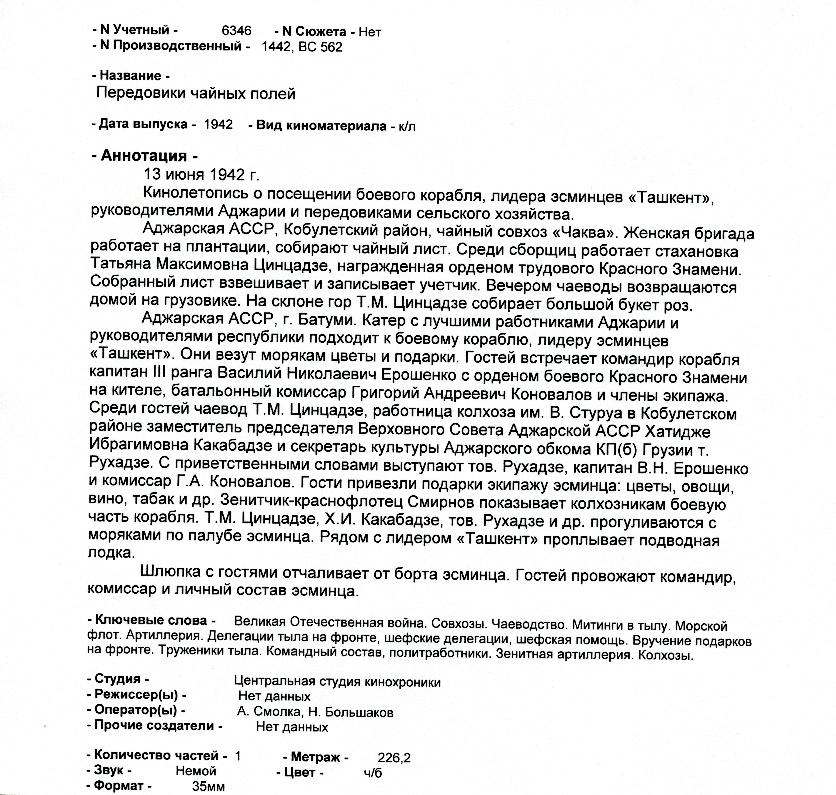 - N Учетный - 6346 - N Сюжета - Нет
- N Производственный - 1442, ВС 562
- Название -
Передовики чайных полей
- Дата выпуска - 1942 - Вид киноматериала - к/л
- Аннотация -
13 июня 1942 г.
Кинолетопись о посещении боевого корабля, лидера эсминцев «Ташкент»,
руководителями Аджарии и передовиками сельского хозяйства.
Аджарская АССР, Кобулетский район, чайный совхоз «Чаква». Женская бригада
работает на плантации, собирают чайный лист. Среди сборщиц работает стахановка
Татьяна Максимовна Цинцадзе, награжденная орденом трудового Красного Знамени.
Собранный лист взвешивает и записывает учетчик. Вечером чаеводы возвращаются
домой на грузовике. На склоне гор Т.М. Цинцадзе собирает большой букет роз.
Аджарская АССР, г. Батуми. Катер с лучшими работниками Аджарии и
руководителями республики подходит к боевому кораблю, лидеру эсминцев
«Ташкент». Они везут морякам цветы и подарки. Гостей встречает командир корабля
капитан III ранга Василий Николаевич Ерошенко с орденом боевого Красного Знамени
на кителе, батальонный комиссар Григорий Андреевич Коновалов и члены экипажа.
Среди гостей чаевод Т.М. Цинцадзе, работница колхоза им. В. Стуруа в Кобулетском
районе заместитель председателя Верховного Совета Аджарской АССР Хатидже
Ибрагимовна Какабадзе и секретарь культуры Аджарского обкома КП(б) Грузии т.
Рухадзе. С приветственными словами выступают тов. Рухадзе, капитан В.Н. Ерошенко
и комиссар Г.А. Коновалов. Гости привезли подарки экипажу эсминца: цветы, овощи,
вино, табак и др. Зенитчик-краснофлотец Смирнов показывает колхозникам боевую
часть корабля. Т.М. Цинцадзе, Х.И. Какабадзе, тов. Рухадзе и др. прогуливаются с
моряками по палубе эсминца. Рядом с лидером «Ташкент» проплывает подводная
лодка.
Шлюпка с гостями отчаливает от борта эсминца. Гостей провожают командир,
комиссар и личный состав эсминца.
- Ключевые слова - Великая Отечественная война. Совхозы. Чаеводство. Митинги в тылу. Морской
флот. Артиллерия. Делегации тыла на фронте, шефские делегации, шефская помощь. Вручение подарков
на фронте. Труженики тыла. Командный состав, политработники. Зенитная артиллерия. Колхозы.
- Студия - Центральная студия кинохроники
- Режиссер(ы) - Нет данных
- Оператор(ы) - А. Смолка, Н. Большаков
- Прочие создатели - Нет данных
- Количество частей - 1 - Метраж - 226,2
- Звук - Немой - Цвет - ч/б
- Формат - 35мм